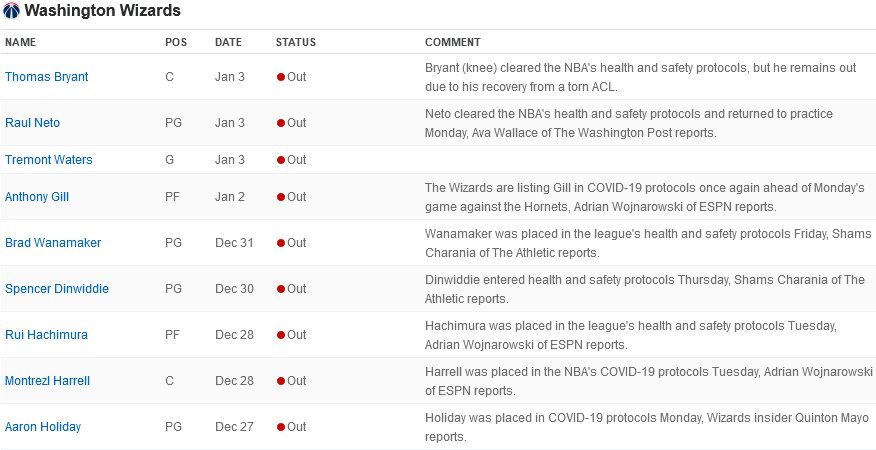 Washington Wizards
NAME POS DATE STATUS COMMENT
Thomas Bryant C Jan 3 Out Bryant (knee) cleared the NBA's health and safety protocols, but he remains out
due to his recovery from a torn ACL.
Raul Neto PG Jan 3 Out Neto cleared the NBA's health and safety protocols and returned to practice
Monday, Ava Wallace of The Washington Post reports.
Tremont Waters G Jan 3 Out
Anthony Gill PF Jan 2 Out The Wizards are listing Gill in COVID-19 protocols once again ahead of Monday's
game against the Hornets, Adrian Wojnarowski of ESPN reports.
Brad Wanamaker PG Dec 31 Out Wanamaker was placed in the league's health and safety protocols Friday, Shams
Charania of The Athletic reports.
Spencer Dinwiddie PG Dec 30 Out Dinwiddie entered health and safety protocols Thursday, Shams Charania of The
Athletic reports.
Rui Hachimura PF Dec 28 Out Hachimura was placed in the league's health and safety protocols Tuesday,
Adrian Wojnarowski of ESPN reports.
Montrezl Harrell C Dec 28 Out Harrell was placed in the NBA's COVID-19 protocols Tuesday, Adrian Wojnarowski
of ESPN reports.
Aaron Holiday PG Dec 27 Out Holiday was placed in COVID-19 protocols Monday, Wizards insider Quinton Mayo
reports.